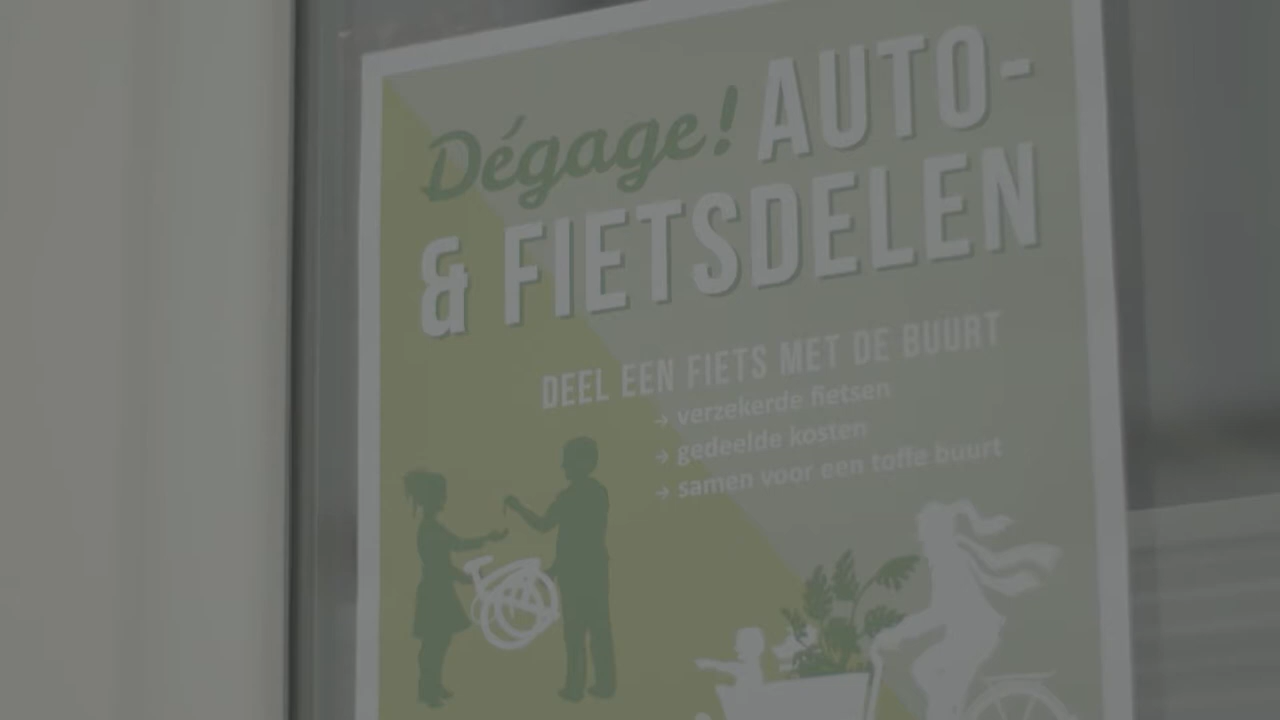 Dégage! AUTO-
& FIETSDELEN
DEEL EEN FIETS MET DE BUURT
→ verzekerde fietsen
→ gedeelde kosten
→ samen voor een toffe buurt